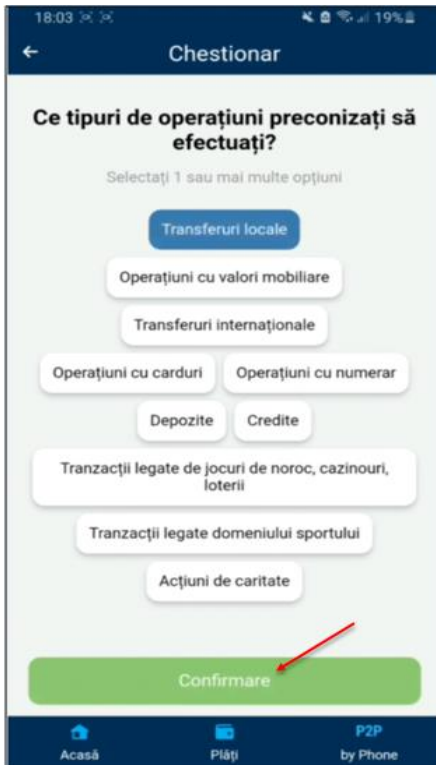 18:03 19%
Chestionar
Ce tipuri de operațiuni preconizați să
efectuați?
Selectați 1 sau mai multe opțiuni
Transferuri locale
Operațiuni cu valori mobiliare
Transferuri internaționale
Operațiuni cu carduri Operațiuni cu numerar
Depozite Credite
Tranzacții legate de jocuri de noroc, cazinouri,
loterii
Tranzacții legate domeniului sportului
Acțiuni de caritate
Confirmare
P2P
Acasă Plăți by Phone